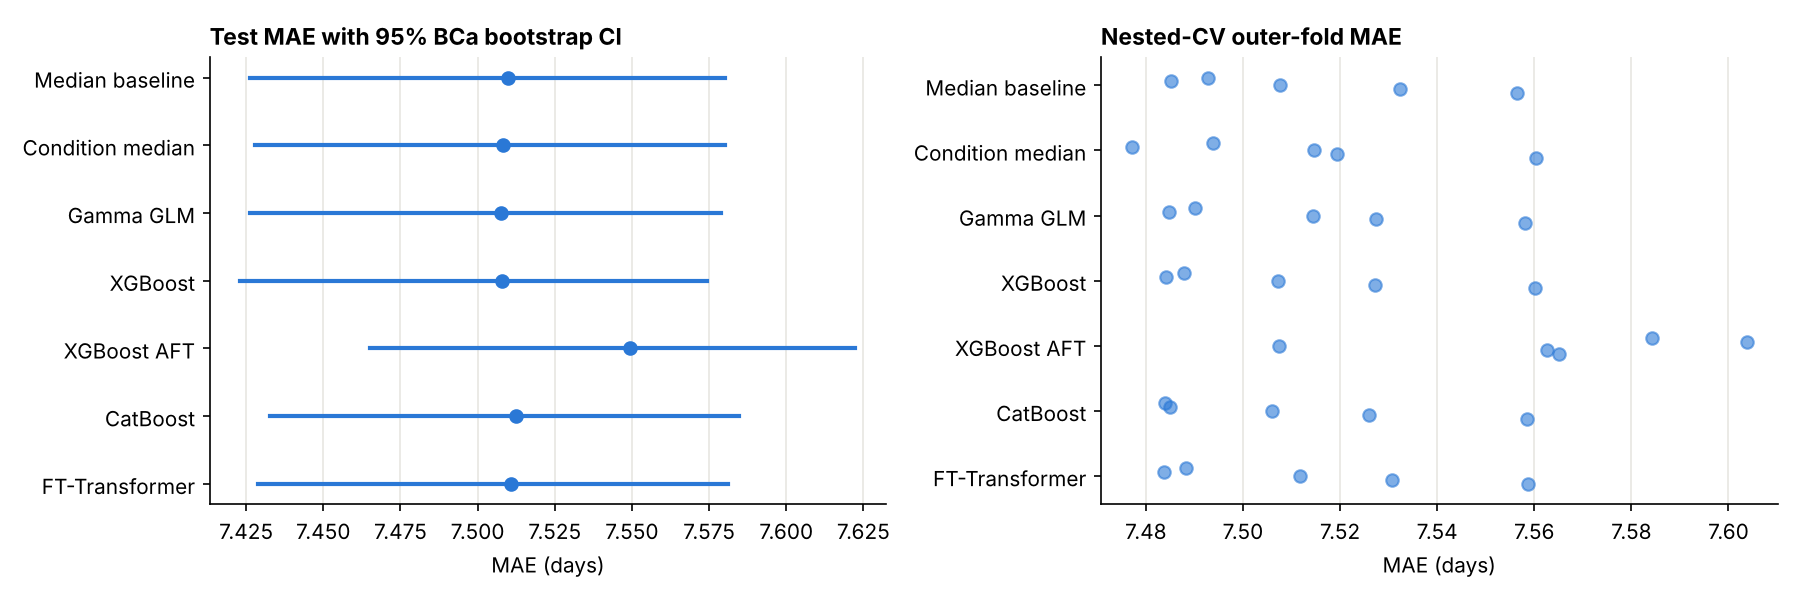 Test MAE with 95% BCa bootstrap CI
Median baseline
Condition median
Gamma GLM
XGBoost
XGBoost AFT
CatBoost
FT-Transformer
7.425 7.450 7.475 7.500 7.525 7.550 7.575 7.600 7.625
MAE (days)
Nested-CV outer-fold MAE
Median baseline
Condition median
Gamma GLM
XGBoost
XGBoost AFT
CatBoost
FT-Transformer
7.48 7.50 7.52 7.54 7.56 7.58 7.60
MAE (days)